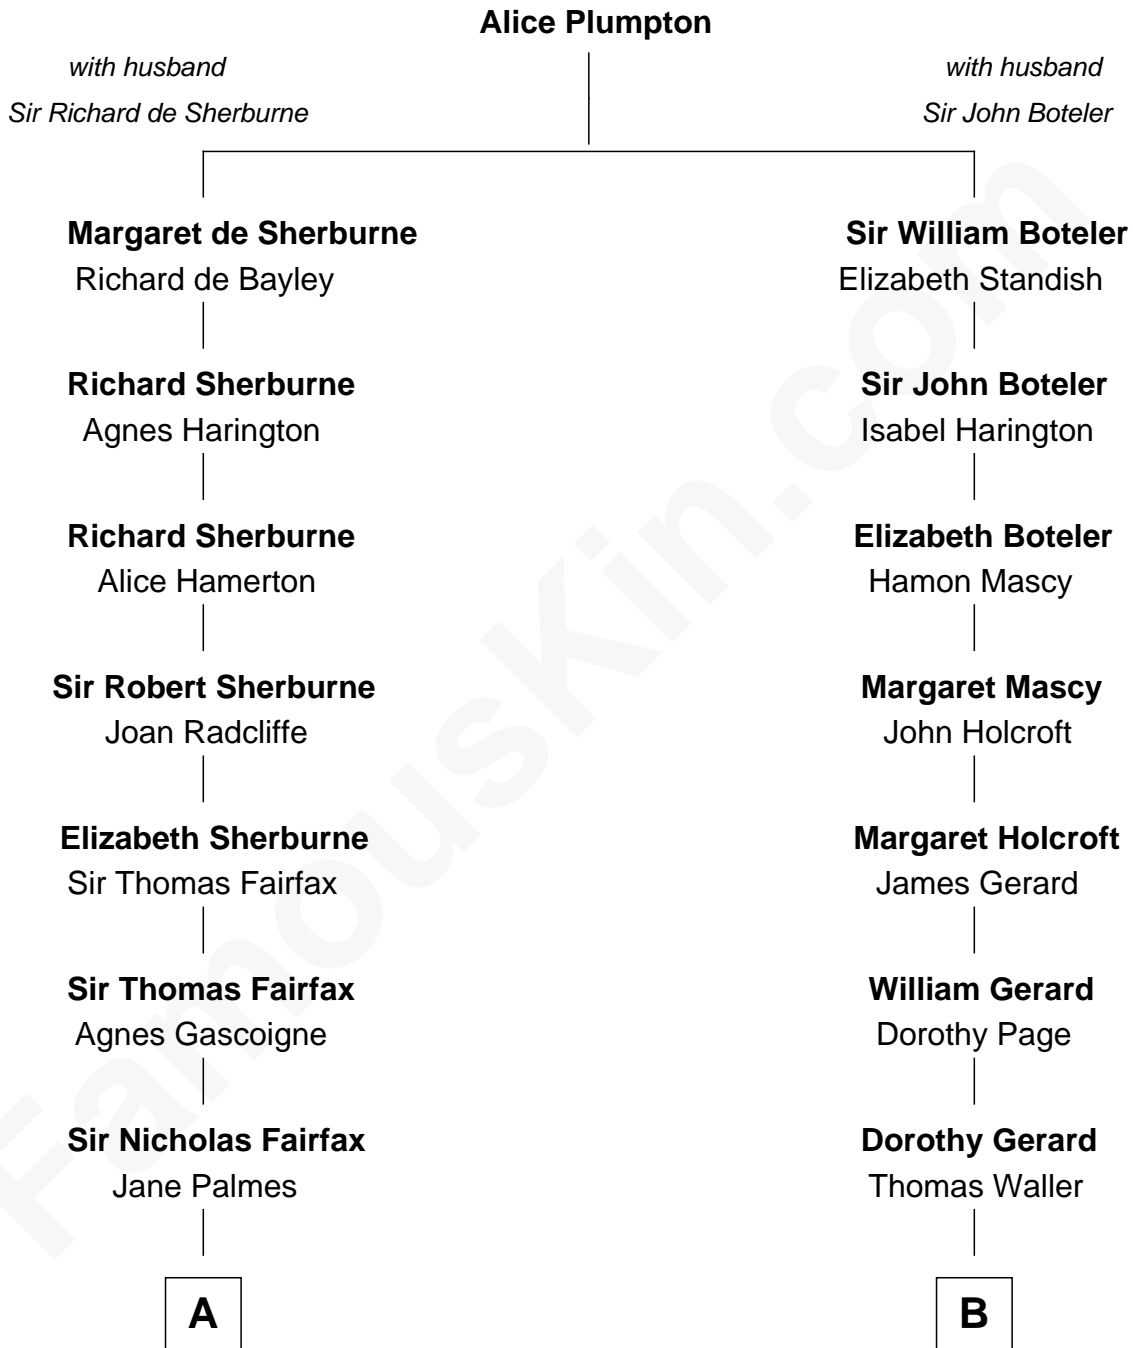 Alice Plumpton
with husband
Sir Richard de Sherburne
with husband
Sir John Boteler
Margaret de Sherburne
Richard de Bayley
Richard Sherburne
Agnes Harington
Richard Sherburne
Alice Hamerton
Sir Robert Sherburne
Joan Radcliffe
Elizabeth Sherburne
Sir Thomas Fairfax
Sir Thomas Fairfax
Agnes Gascoigne
Sir Nicholas Fairfax
Jane Palmes
A
Sir William Boteler
Elizabeth Standish
Sir John Boteler
Isabel Harington
Elizabeth Boteler
Hamon Mascy
Margaret Mascy
John Holcroft
Margaret Holcroft
James Gerard
William Gerard
Dorothy Page
Dorothy Gerard
Thomas Waller
B
FamousKin.com